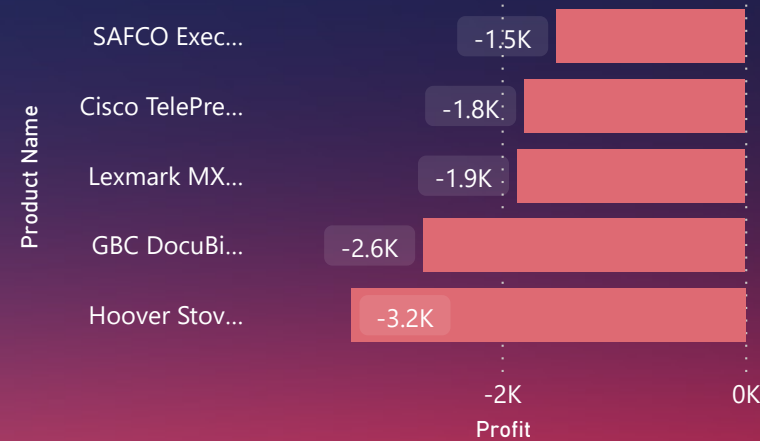 Product Name
SAFCO Exec...
-1.5K
Cisco TelePre...
-1.8K
Lexmark MX...
-1.9K
GBC DocuBi...
-2.6K
Hoover Stov...
-3.2K
-2K
0K
Profit